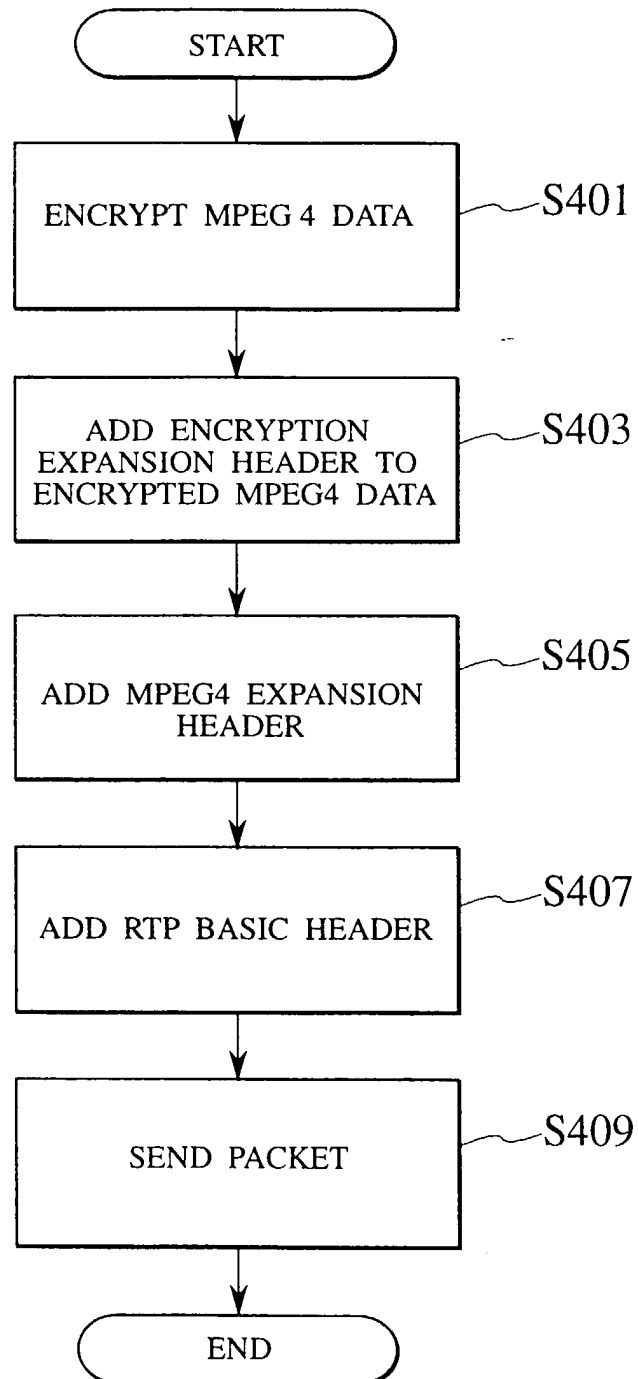 START
ENCRYPT MPEG 4 DATA
S401
ADD ENCRYPTION
EXPANSION HEADER TO
ENCRYPTED MPEG4 DATA
S403
ADD MPEG4 EXPANSION
HEADER
S405
ADD RTP BASIC HEADER
S407
SEND PACKET
S409
END